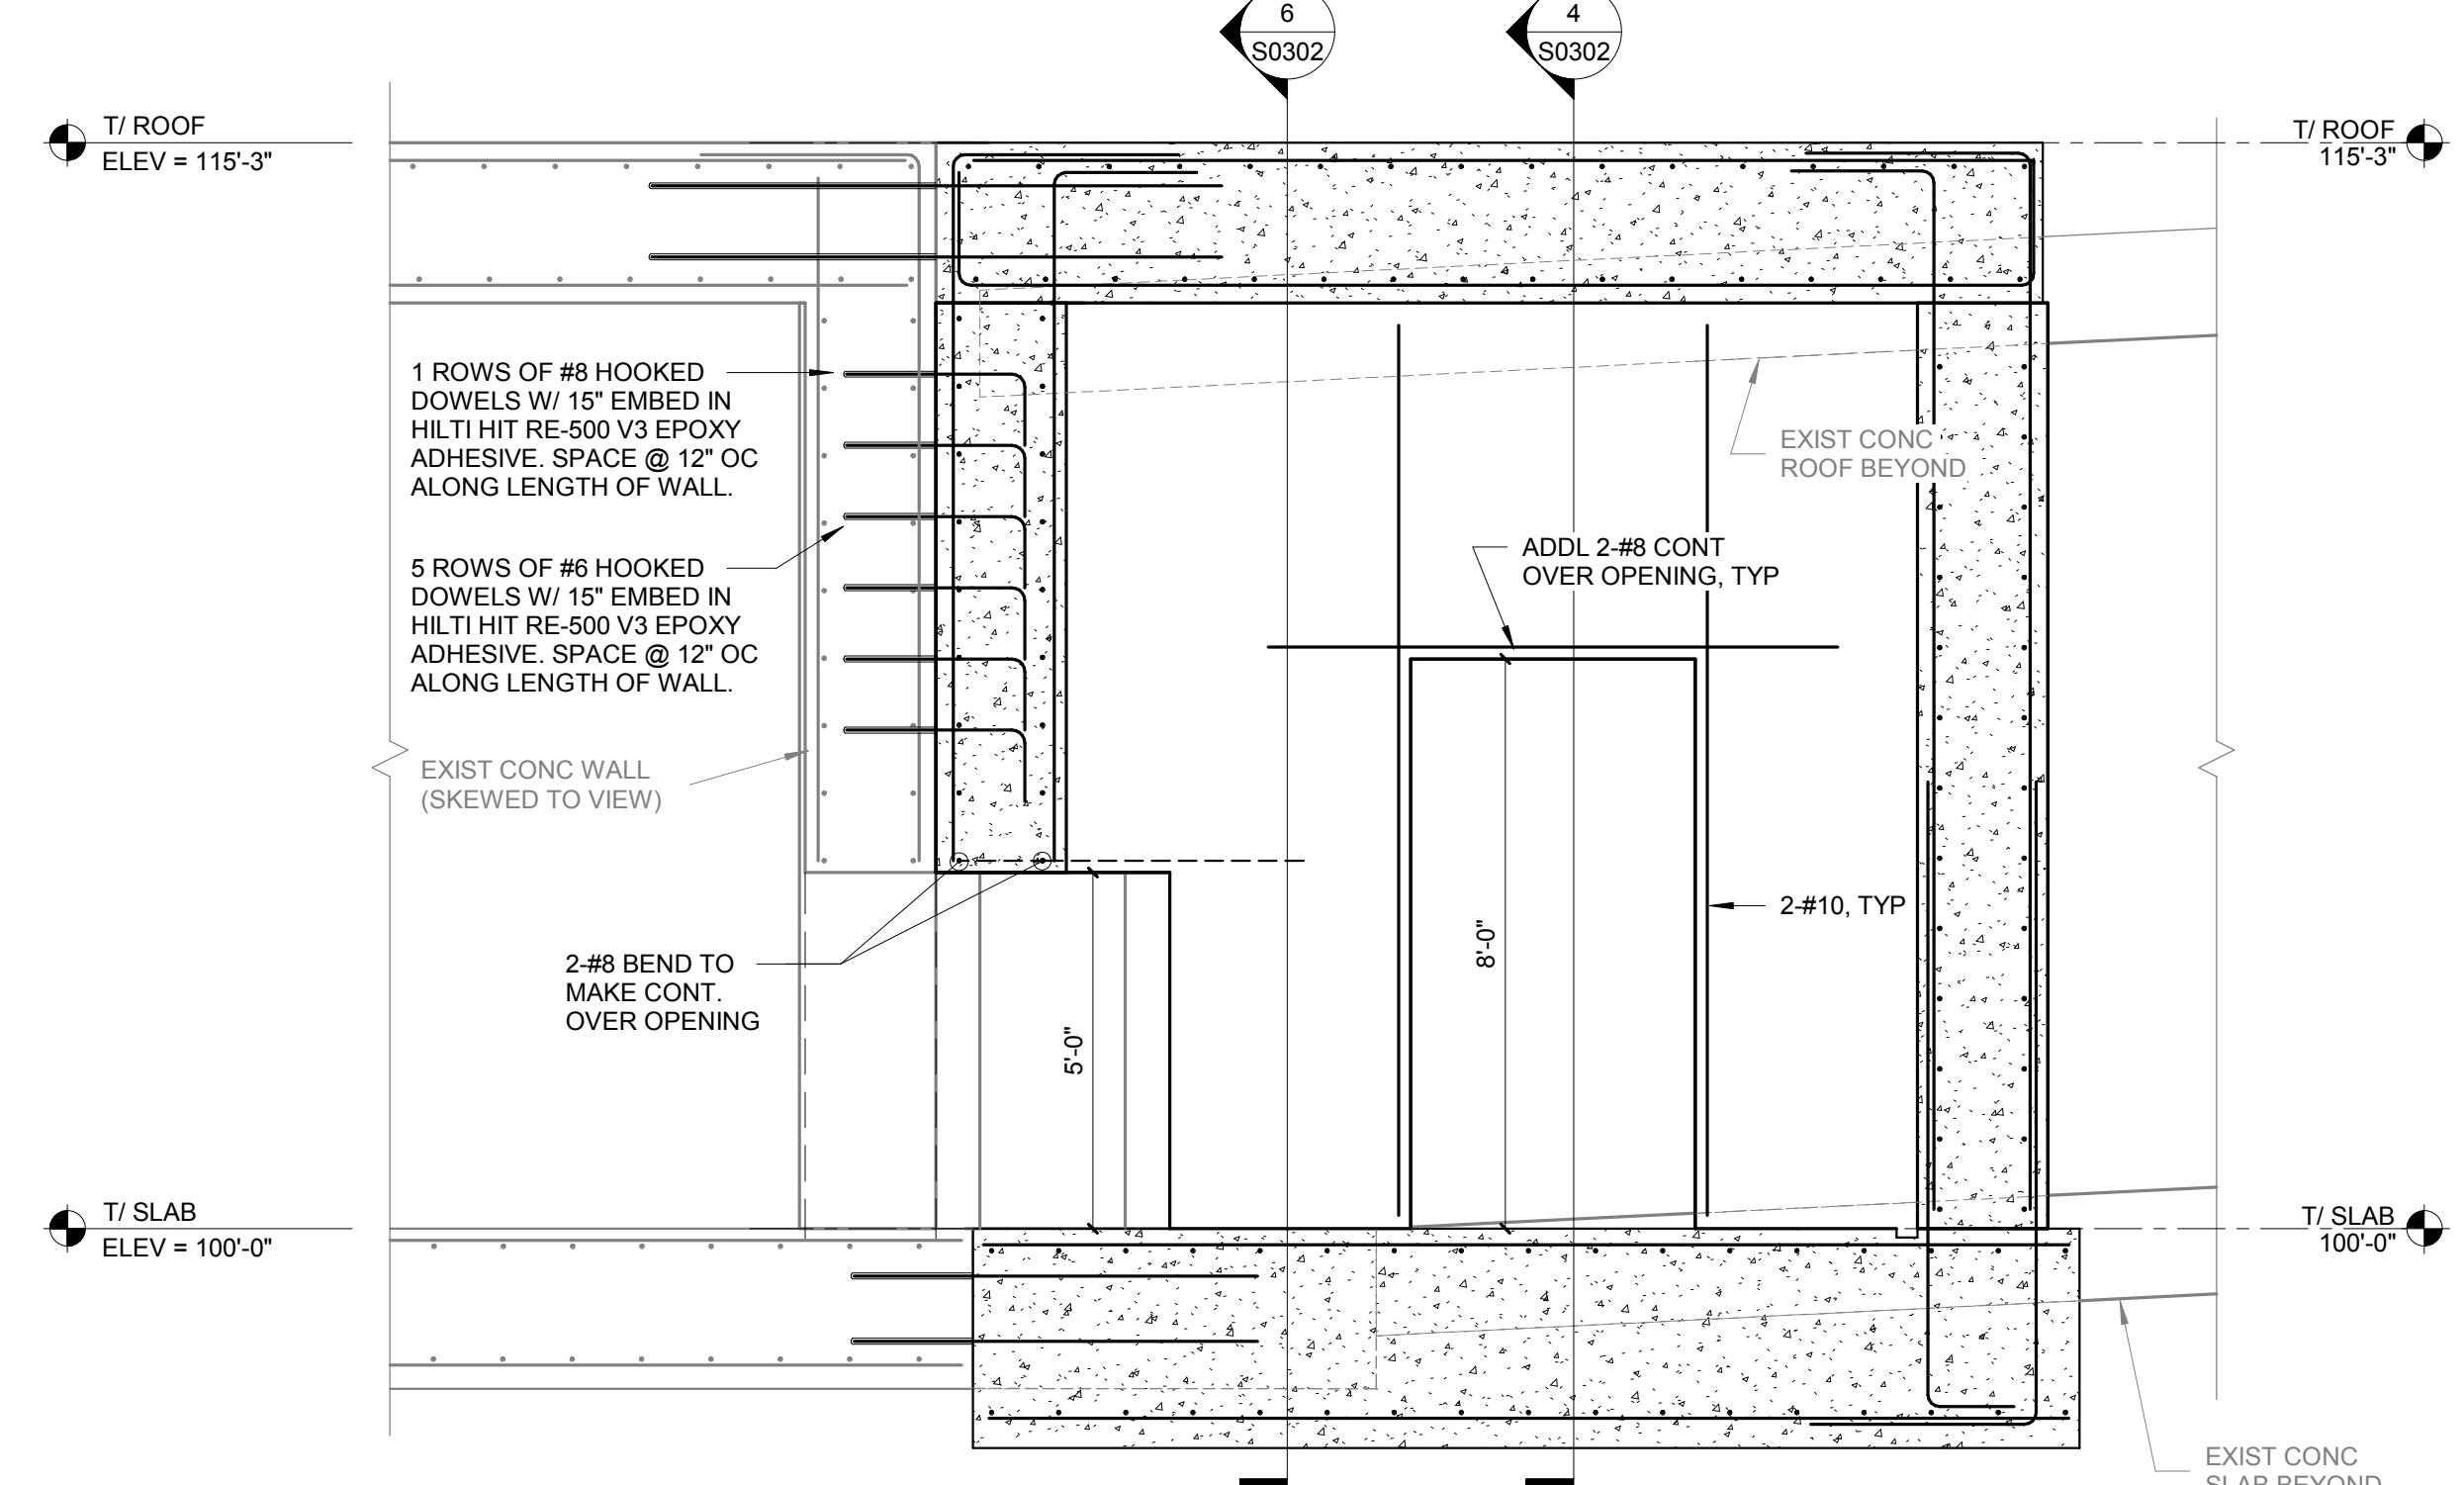 6
S0302
4
S0302
T/ ROOF
ELEV = 115'-3"
T/ ROOF
115'-3"
1 ROWS OF #8 HOOKED
DOWELS W/ 15" EMBED IN
HILTI HIT RE-500 V3 EPOXY
ADHESIVE. SPACE @ 12" OC
ALONG LENGTH OF WALL.
EXIST CONC
ROOF BEYOND
5 ROWS OF #6 HOOKED
DOWELS W/ 15" EMBED IN
HILTI HIT RE-500 V3 EPOXY
ADHESIVE. SPACE @ 12" OC
ALONG LENGTH OF WALL.
ADDL 2-#8 CONT
OVER OPENING, TYP
EXIST CONC WALL
(SKEWED TO VIEW)
2-#10, TYP
8'-0"
2-#8 BEND TO
MAKE CONT.
OVER OPENING
5'-0"
T/ SLAB
ELEV = 100'-0"
T/ SLAB
100'-0"
EXIST CONC
SLAB BEYOND